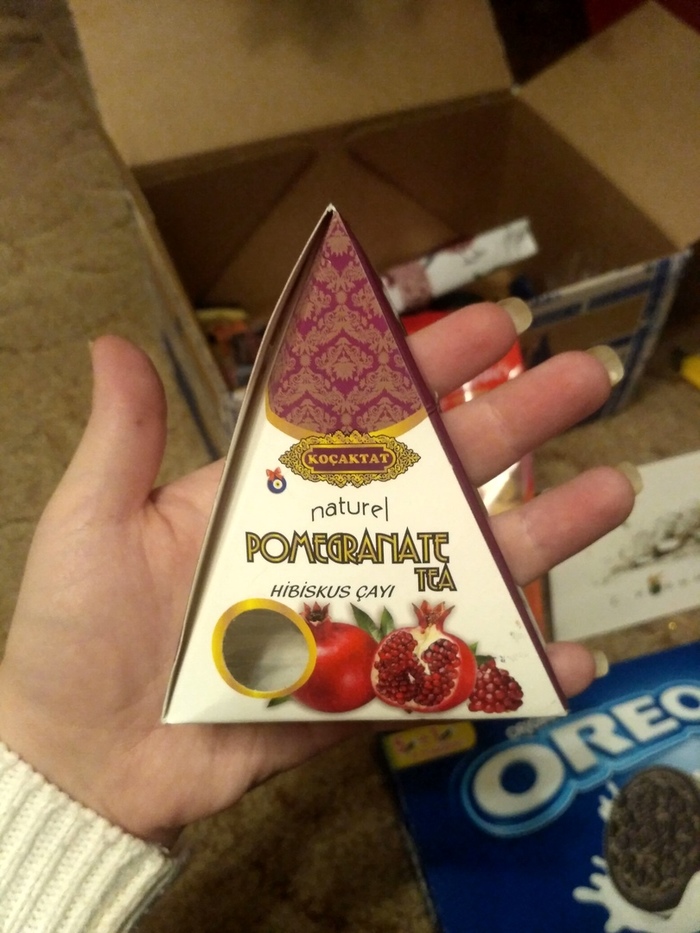 KOÇAKTAT
naturel
POMEGRANATE
TEA
HİBİSKUS ÇAYI
OREO